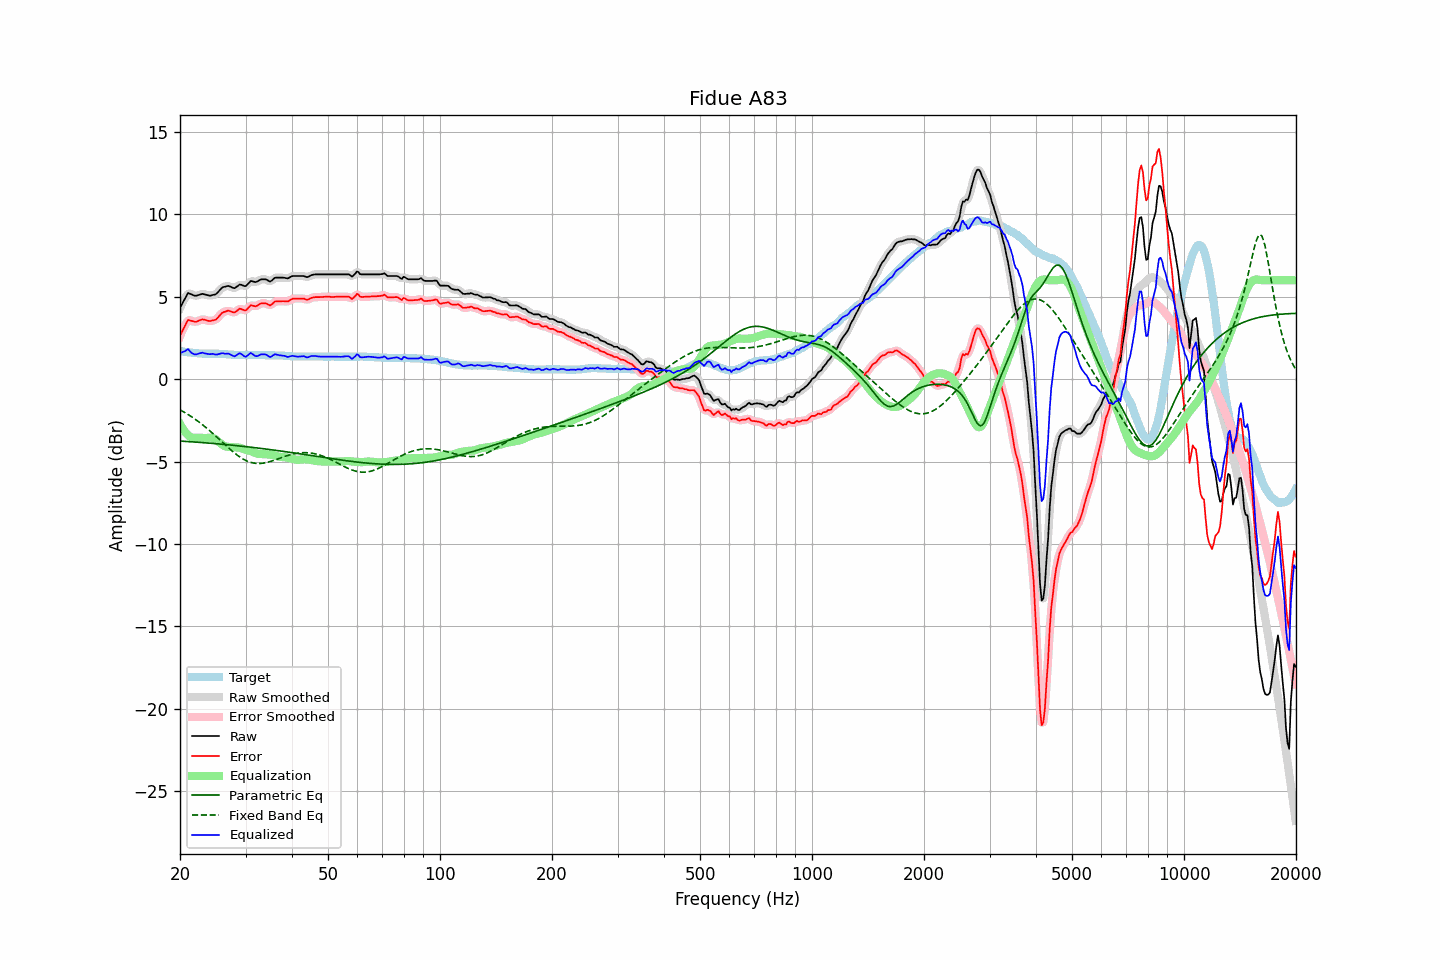 Fidue A83
15
10
5
0
−5
−10
−15
−20
−25
Amplitude (dBr)
Target
Raw Smoothed
Error Smoothed
Raw
Error
Equalization
Parametric Eq
Fixed Band Eq
Equalized
20 50 100 200 500 1000 2000 5000 10000 20000
Frequency (Hz)